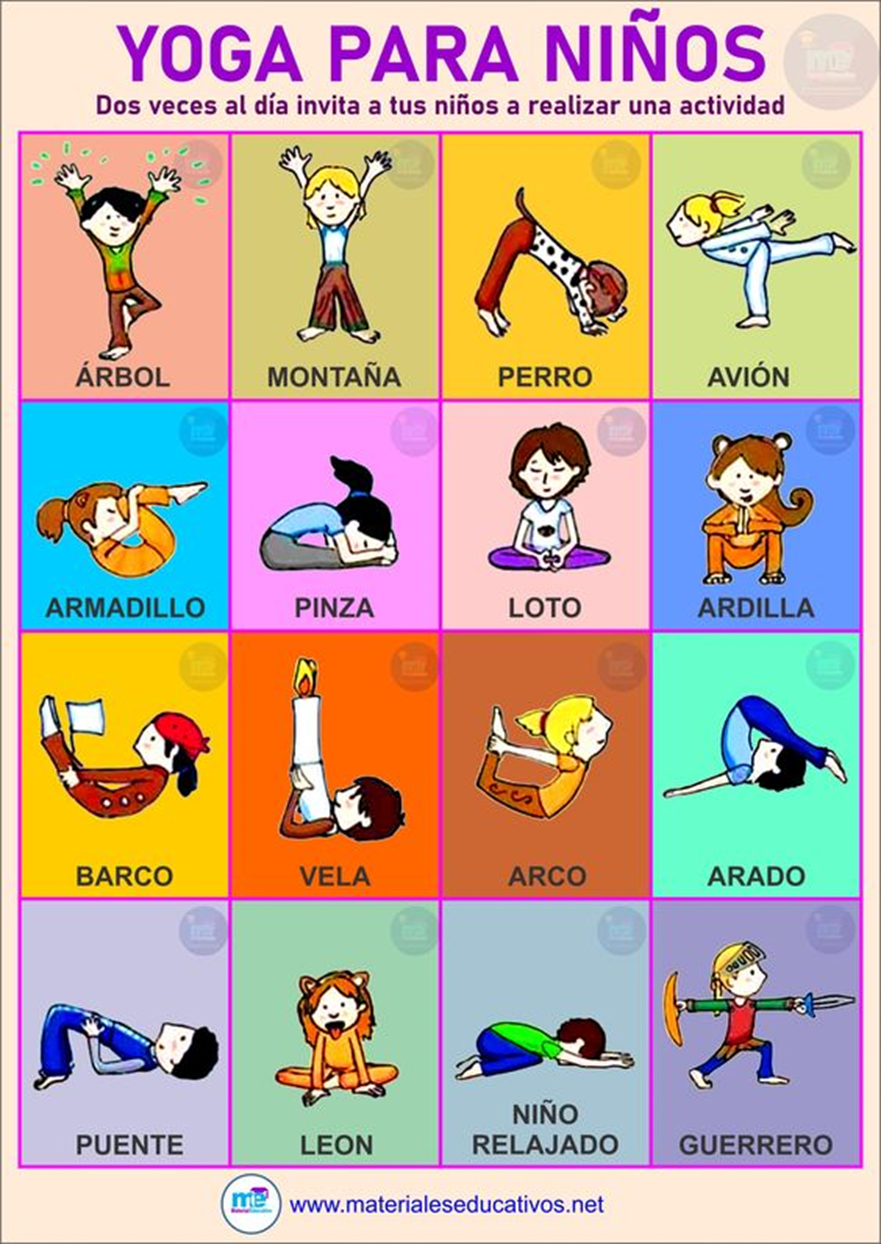 YOGA PARA NIÑOS
Dos veces al día invita a tus niños a realizar una actividad
ÁRBOL
MONTAÑA
PERRO
AVIÓN
ARMADILLO
PINZA
LOTO
ARDILLA
BARCO
VELA
ARCO
ARADO
PUENTE
LEON
NIÑO
RELAJADO
GUERRERO
me
www.materialeseducativos.net